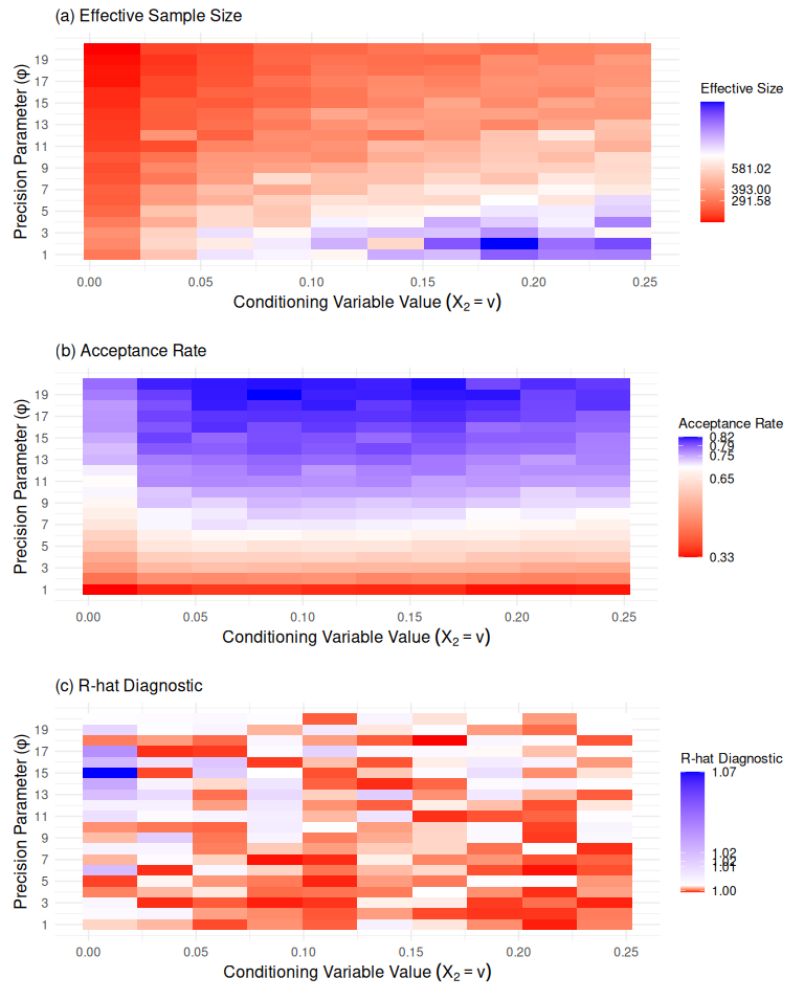 (a) Effective Sample Size
Precision Parameter (φ)
19
17
15
13
11
9
7
5
3
1
0.00 0.05 0.10 0.15 0.20 0.25
Conditioning Variable Value (X₂ = v)
Effective Size
581.02
393.00
291.58
(b) Acceptance Rate
Precision Parameter (φ)
19
17
15
13
11
9
7
5
3
1
0.00 0.05 0.10 0.15 0.20 0.25
Conditioning Variable Value (X₂ = v)
Acceptance Rate
0.82
0.79
0.75
0.65
0.33
(c) R-hat Diagnostic
Precision Parameter (φ)
19
17
15
13
11
9
7
5
3
1
0.00 0.05 0.10 0.15 0.20 0.25
Conditioning Variable Value (X₂ = v)
R-hat Diagnostic
1.07
1.02
1.02
1.01
1.00